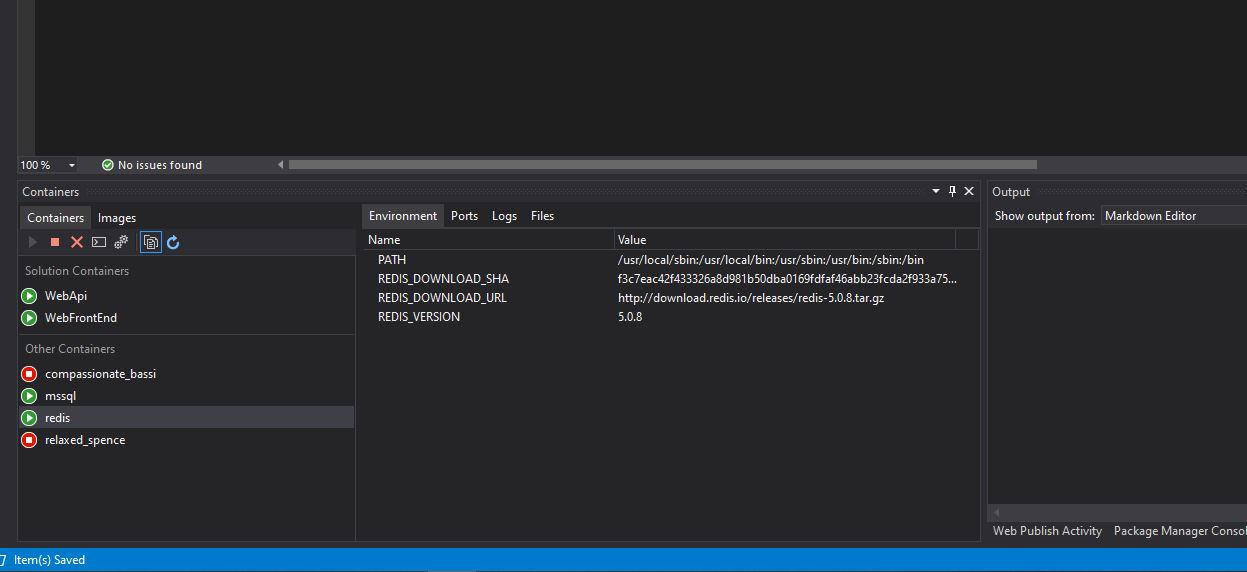 100 %
No issues found
Containers
Containers Images
Solution Containers
WebApi
WebFrontEnd
Other Containers
compassionate_bassi
mssql
redis
relaxed_spence
Environment Ports Logs Files
Name Value
PATH /usr/local/sbin:/usr/local/bin:/usr/sbin:/usr/bin:/sbin:/bin
REDIS_DOWNLOAD_SHA f3c7eac42f433326a8d981b50dba0169fdfaf46abb23fcda2f933a75...
REDIS_DOWNLOAD_URL http://download.redis.io/releases/redis-5.0.8.tar.gz
REDIS_VERSION 5.0.8
Output
Show output from: Markdown Editor
Web Publish Activity Package Manager Consol
Item(s) Saved